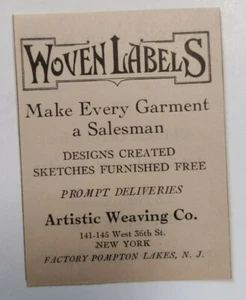 WOVEN LABELS
Make Every Garment
a Salesman
DESIGNS CREATED
SKETCHES FURNISHED FREE
PROMPT DELIVERIES
Artistic Weaving Co.
141-145 West 36th St.
NEW YORK
FACTORY POMPTON LAKES, N. J.